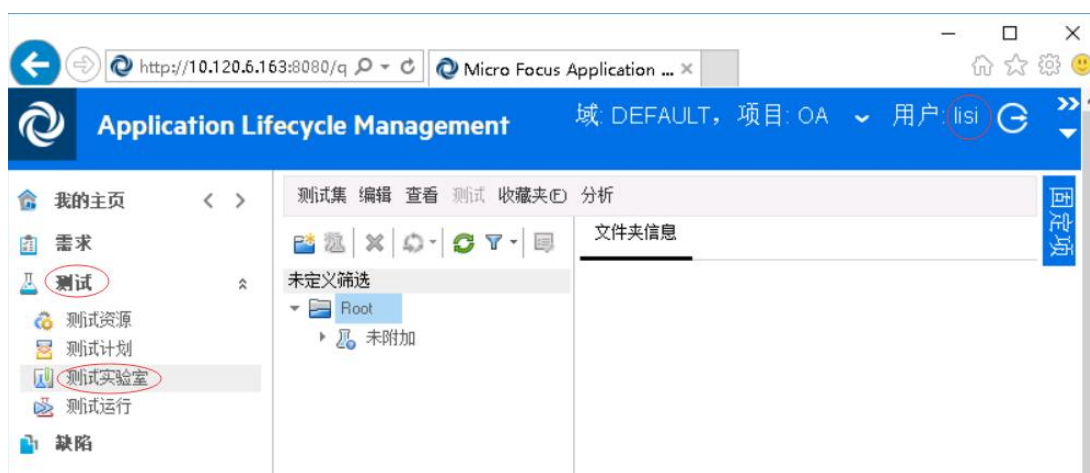 http://10.120.6.163:8080/q
Micro Focus Application ...
Application Lifecycle Management
域: DEFAULT，项目: OA
用户: lisi
我的主页
需求
测试
测试资源
测试计划
测试实验室
测试运行
缺陷
测试集 编辑 查看 测试 收藏夹(F) 分析
未定义筛选
Root
未附加
文件夹信息
固定项